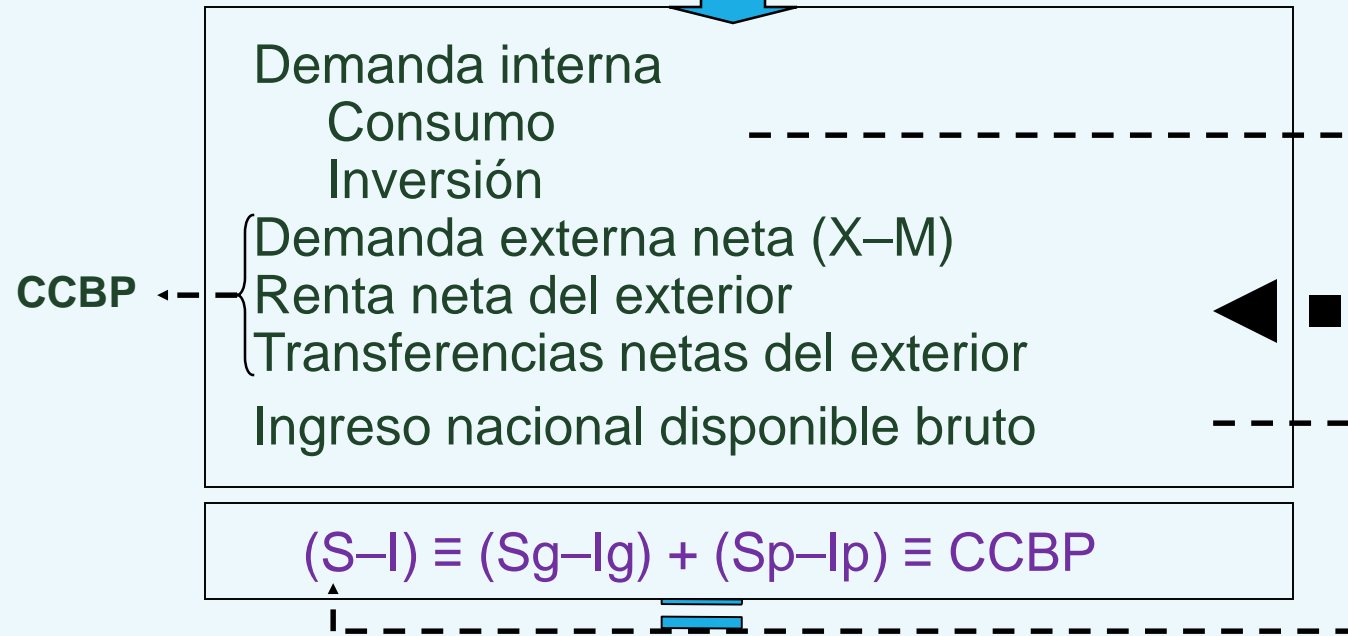 Demanda interna
Consumo
Inversión
Demanda externa neta (X–M)
CCBP
Renta neta del exterior
Transferencias netas del exterior
Ingreso nacional disponible bruto
(S–I) ≡ (Sg–Ig) + (Sp–Ip) ≡ CCBP